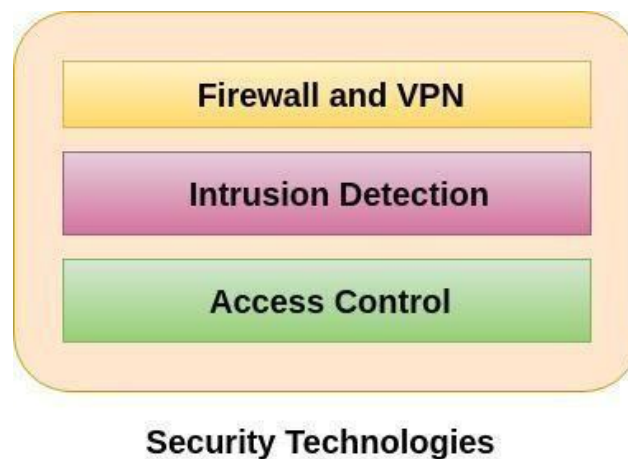 Firewall and VPN
Intrusion Detection
Access Control
Security Technologies